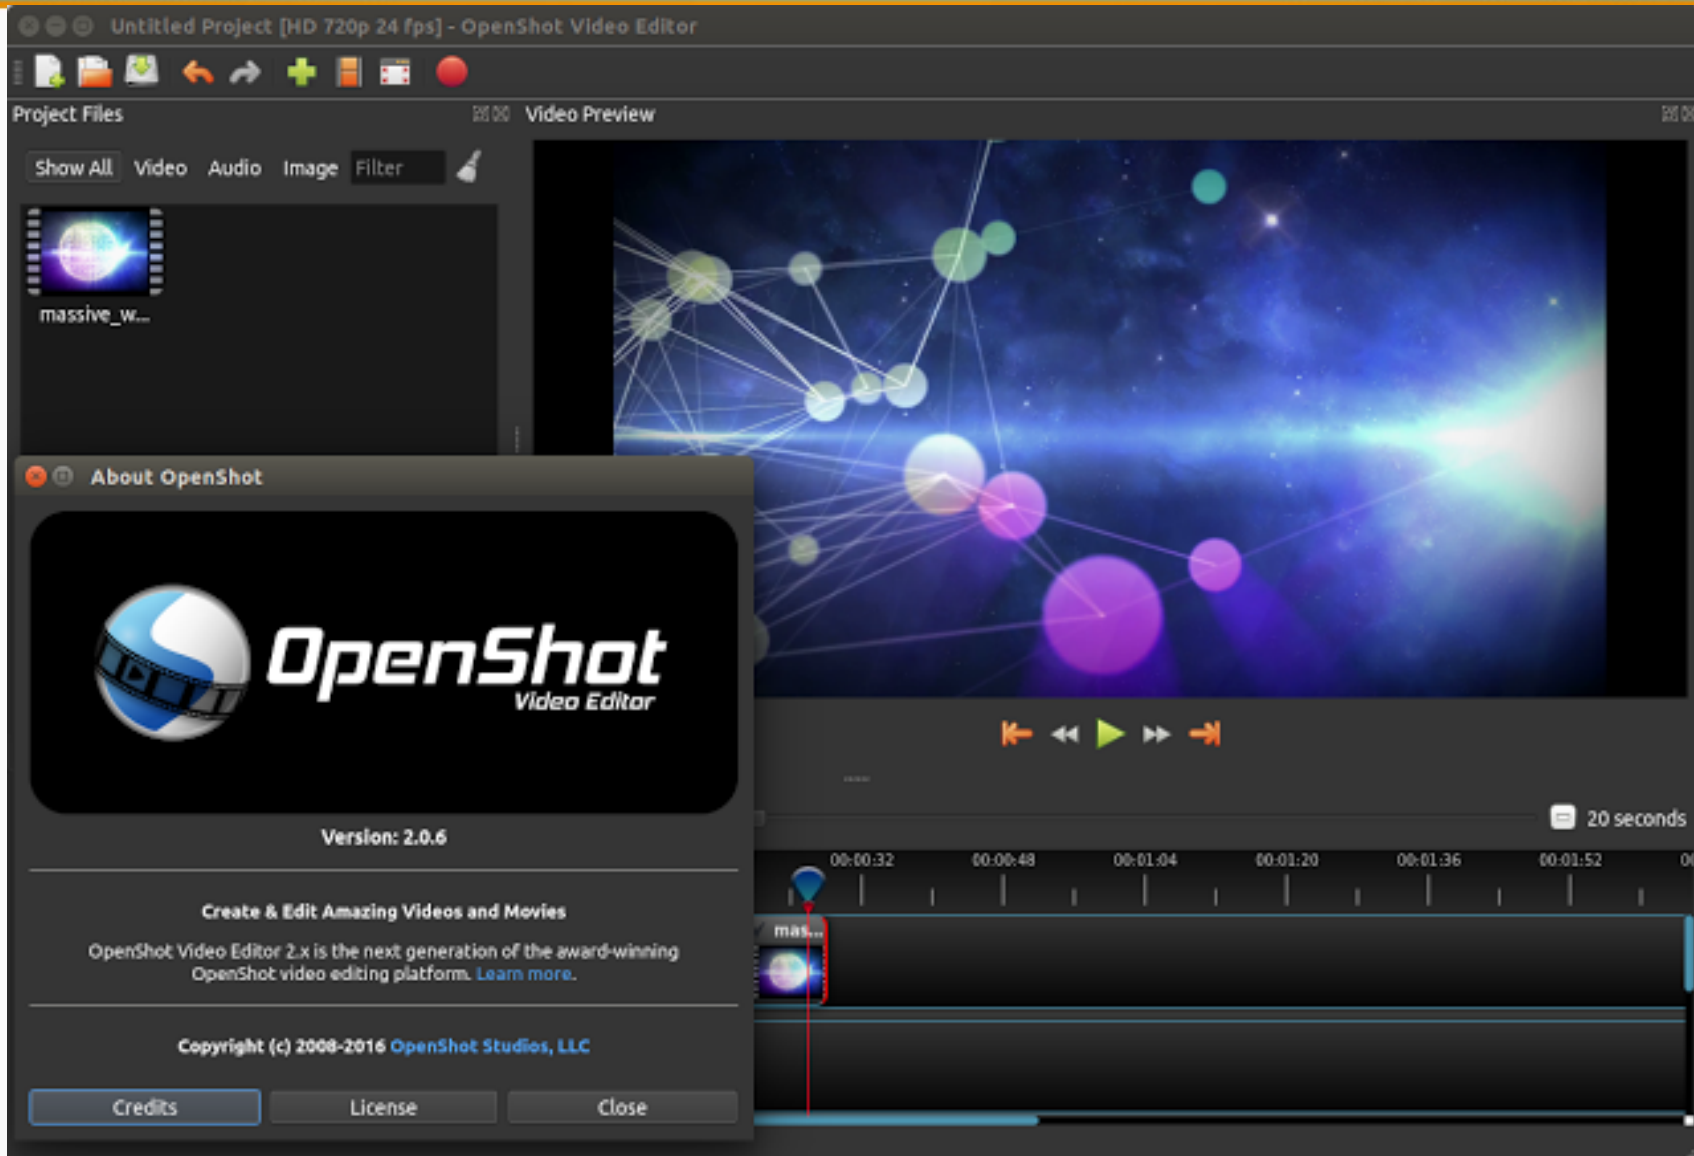 Untitled Project [HD 720p 24 fps] - OpenShot Video Editor
Project Files
Video Preview
Show All Video Audio Image Filter
massive_w...
About OpenShot
OpenShot
Video Editor
Version: 2.0.6
Create & Edit Amazing Videos and Movies
OpenShot Video Editor 2.x is the next generation of the award-winning
OpenShot video editing platform. Learn more.
Copyright (c) 2008-2016 OpenShot Studios, LLC
Credits License Close
20 seconds
00:00:32 00:00:48 00:01:04 00:01:20 00:01:36 00:01:52
mas...